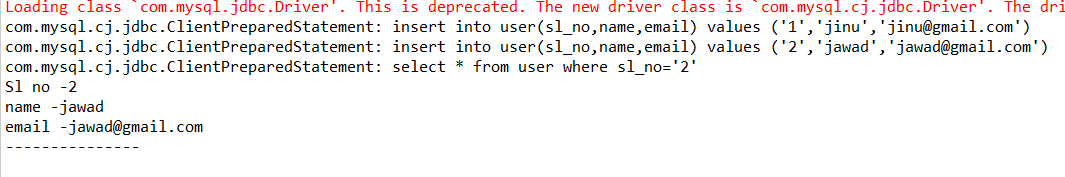 Loading class `com.mysql.jdbc.Driver'. This is deprecated. The new driver class is `com.mysql.cj.jdbc.Driver'. The dri
com.mysql.cj.jdbc.ClientPreparedStatement: insert into user(sl_no,name,email) values ('1','jinu','jinu@gmail.com')
com.mysql.cj.jdbc.ClientPreparedStatement: insert into user(sl_no,name,email) values ('2','jawad','jawad@gmail.com')
com.mysql.cj.jdbc.ClientPreparedStatement: select * from user where sl_no='2'
Sl no -2
name -jawad
email -jawad@gmail.com
---------------